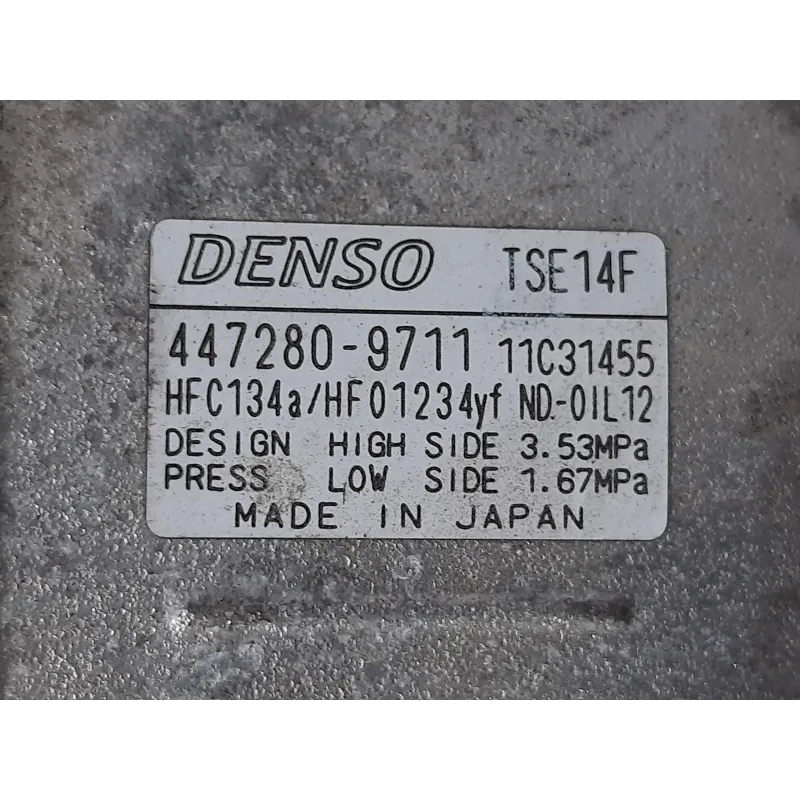 DENSO TSE14F
447280-9711 11C31455
HFC134a/HFO1234yf ND-OIL12
DESIGN HIGH SIDE 3.53MPa
PRESS LOW SIDE 1.67MPa
MADE IN JAPAN